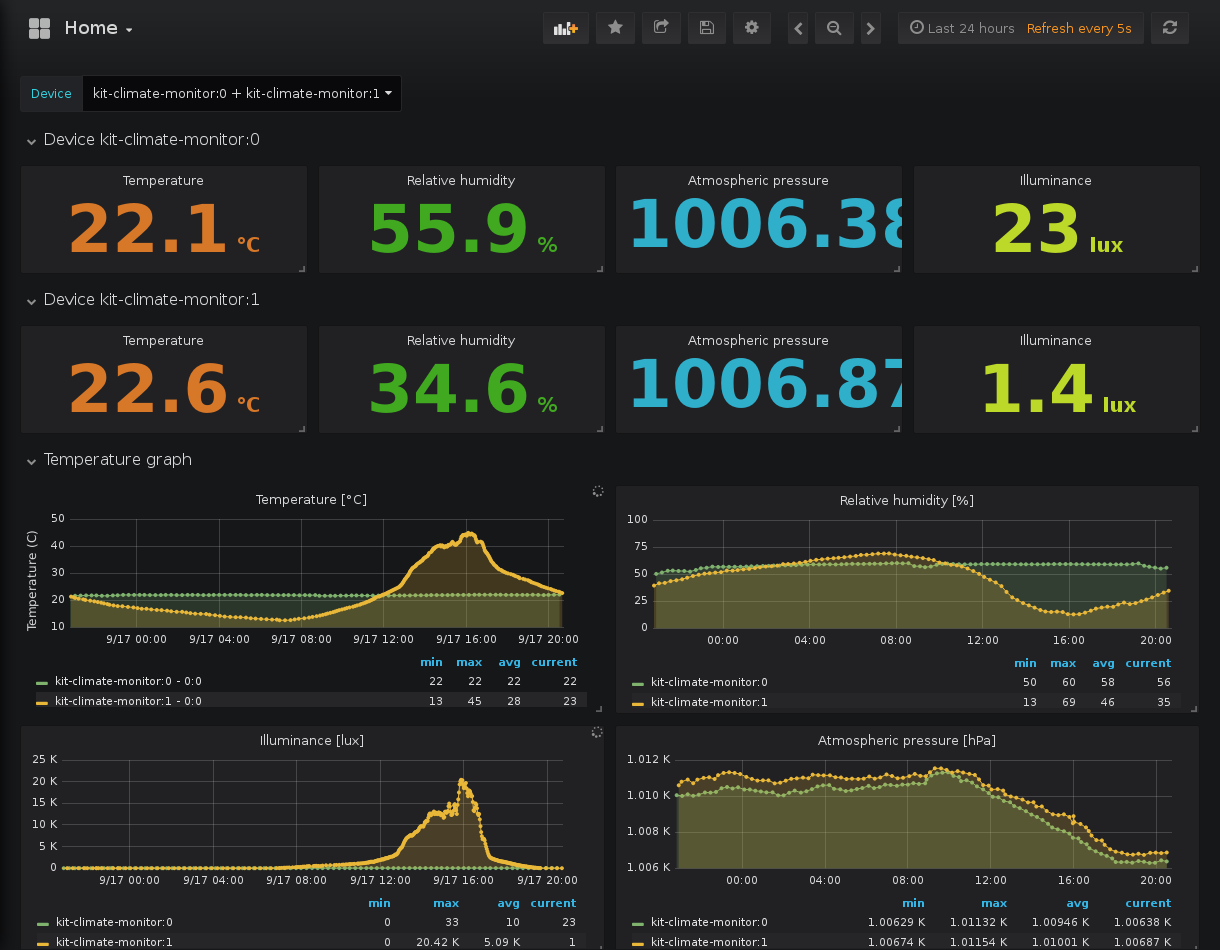 Home
Last 24 hours Refresh every 5s
Device kit-climate-monitor:0 + kit-climate-monitor:1
Device kit-climate-monitor:0
Temperature Relative humidity Atmospheric pressure Illuminance
22.1 °C 55.9 % 1006.38 23 lux
Device kit-climate-monitor:1
Temperature Relative humidity Atmospheric pressure Illuminance
22.6 °C 34.6 % 1006.87 1.4 lux
Temperature graph
Temperature [°C]
Temperature (C)
50
40
30
20
10
9/17 00:00 9/17 04:00 9/17 08:00 9/17 12:00 9/17 16:00 9/17 20:00
min max avg current
kit-climate-monitor:0 - 0:0 22 22 22 22
kit-climate-monitor:1 - 0:0 13 45 28 23
Relative humidity [%]
100
75
50
25
0
00:00 04:00 08:00 12:00 16:00 20:00
min max avg current
kit-climate-monitor:0 50 60 58 56
kit-climate-monitor:1 13 69 46 35
Illuminance [lux]
25 K
20 K
15 K
10 K
5 K
0
9/17 00:00 9/17 04:00 9/17 08:00 9/17 12:00 9/17 16:00 9/17 20:00
min max avg current
kit-climate-monitor:0 0 33 10 23
kit-climate-monitor:1 0 20.42 K 5.09 K 1
Atmospheric pressure [hPa]
1.012 K
1.010 K
1.008 K
1.006 K
00:00 04:00 08:00 12:00 16:00 20:00
min max avg current
kit-climate-monitor:0 1.00629 K 1.01132 K 1.00946 K 1.00638 K
kit-climate-monitor:1 1.00674 K 1.01154 K 1.01001 K 1.00687 K